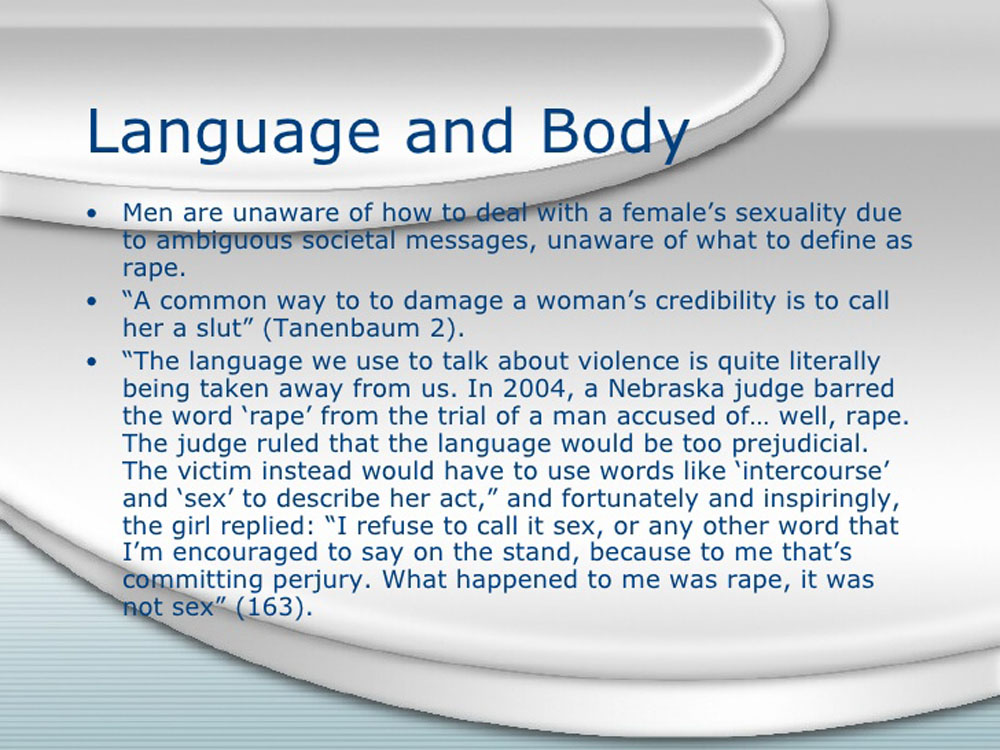 Language and Body
• Men are unaware of how to deal with a female’s sexuality due
to ambiguous societal messages, unaware of what to define as
rape.
• “A common way to to damage a woman’s credibility is to call
her a slut” (Tanenbaum 2).
• “The language we use to talk about violence is quite literally
being taken away from us. In 2004, a Nebraska judge barred
the word ‘rape’ from the trial of a man accused of… well, rape.
The judge ruled that the language would be too prejudicial.
The victim instead would have to use words like ‘intercourse’
and ‘sex’ to describe her act,” and fortunately and inspiringly,
the girl replied: “I refuse to call it sex, or any other word that
I’m encouraged to say on the stand, because to me that’s
committing perjury. What happened to me was rape, it was
not sex” (163).